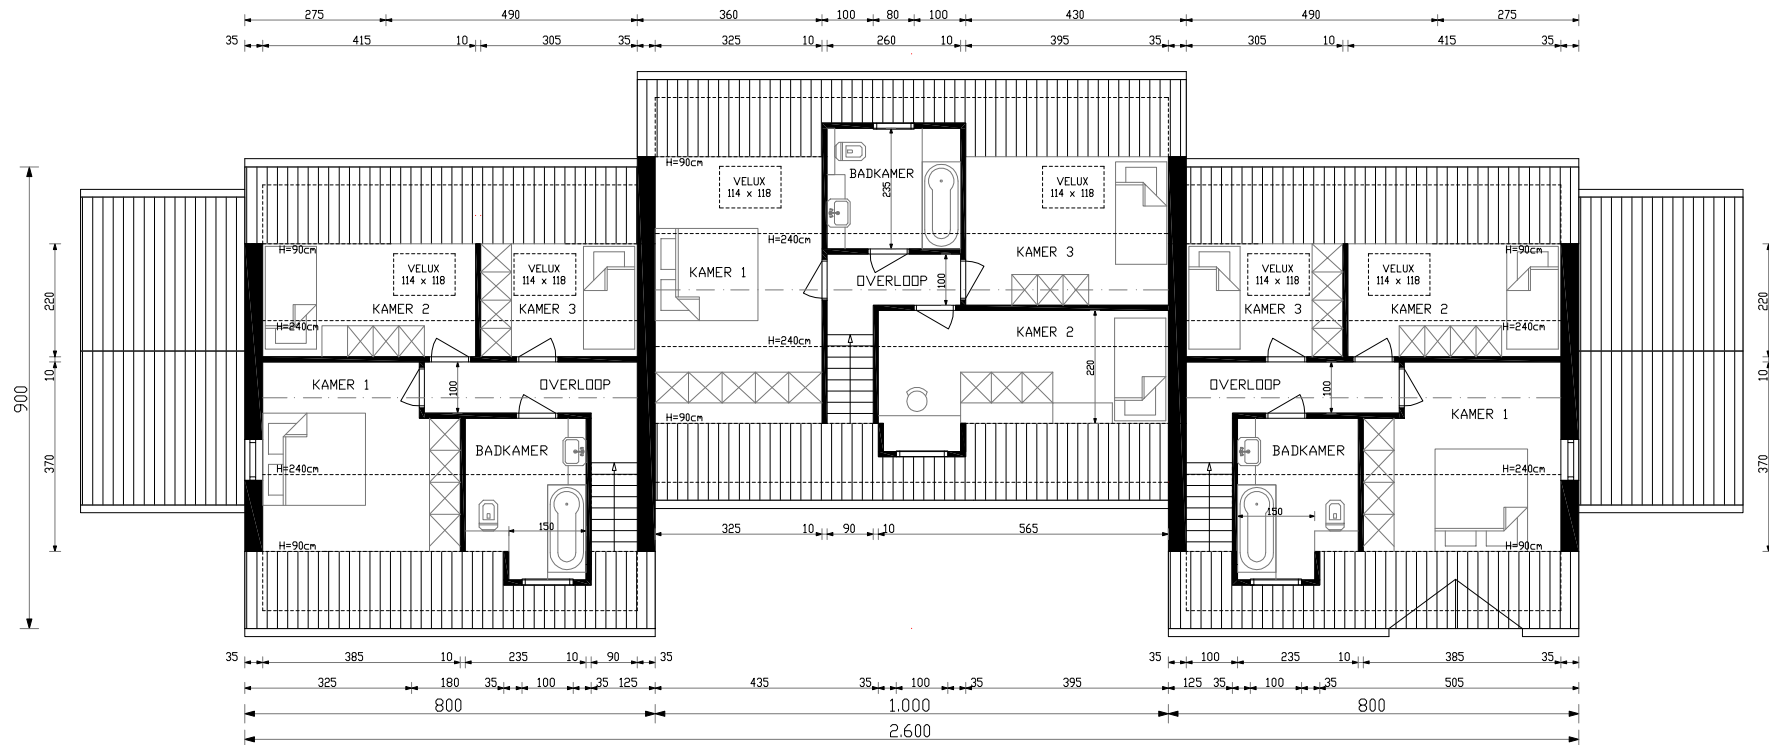 275 490 360 100 80 100 430 490 275
35 415 10 305 35 325 10 260 10 395 35 305 10 415 35
H=90cm
VELUX
114 x 118
BADKAMER
235
VELUX
114 x 118
H=240cm
KAMER 1
OVERLOOP
100
KAMER 3
H=240cm
KAMER 2
220
H=90cm
H=90cm
VELUX
114 x 118
VELUX
114 x 118
KAMER 2
KAMER 3
H=240cm
KAMER 1
100
OVERLOOP
BADKAMER
H=240cm
150
H=90cm
H=90cm
VELUX
114 x 118
VELUX
114 x 118
KAMER 3
KAMER 2
H=240cm
OVERLOOP
100
KAMER 1
BADKAMER
H=240cm
150
H=90cm
900
220
10
370
220
10
370
325 10 90 10 565
35 385 10 235 10 90 35 35 100 235 10 385 35
325 180 35 100 35 125 435 35 100 35 395 125 35 100 35 505
800 1.000 800
2.600